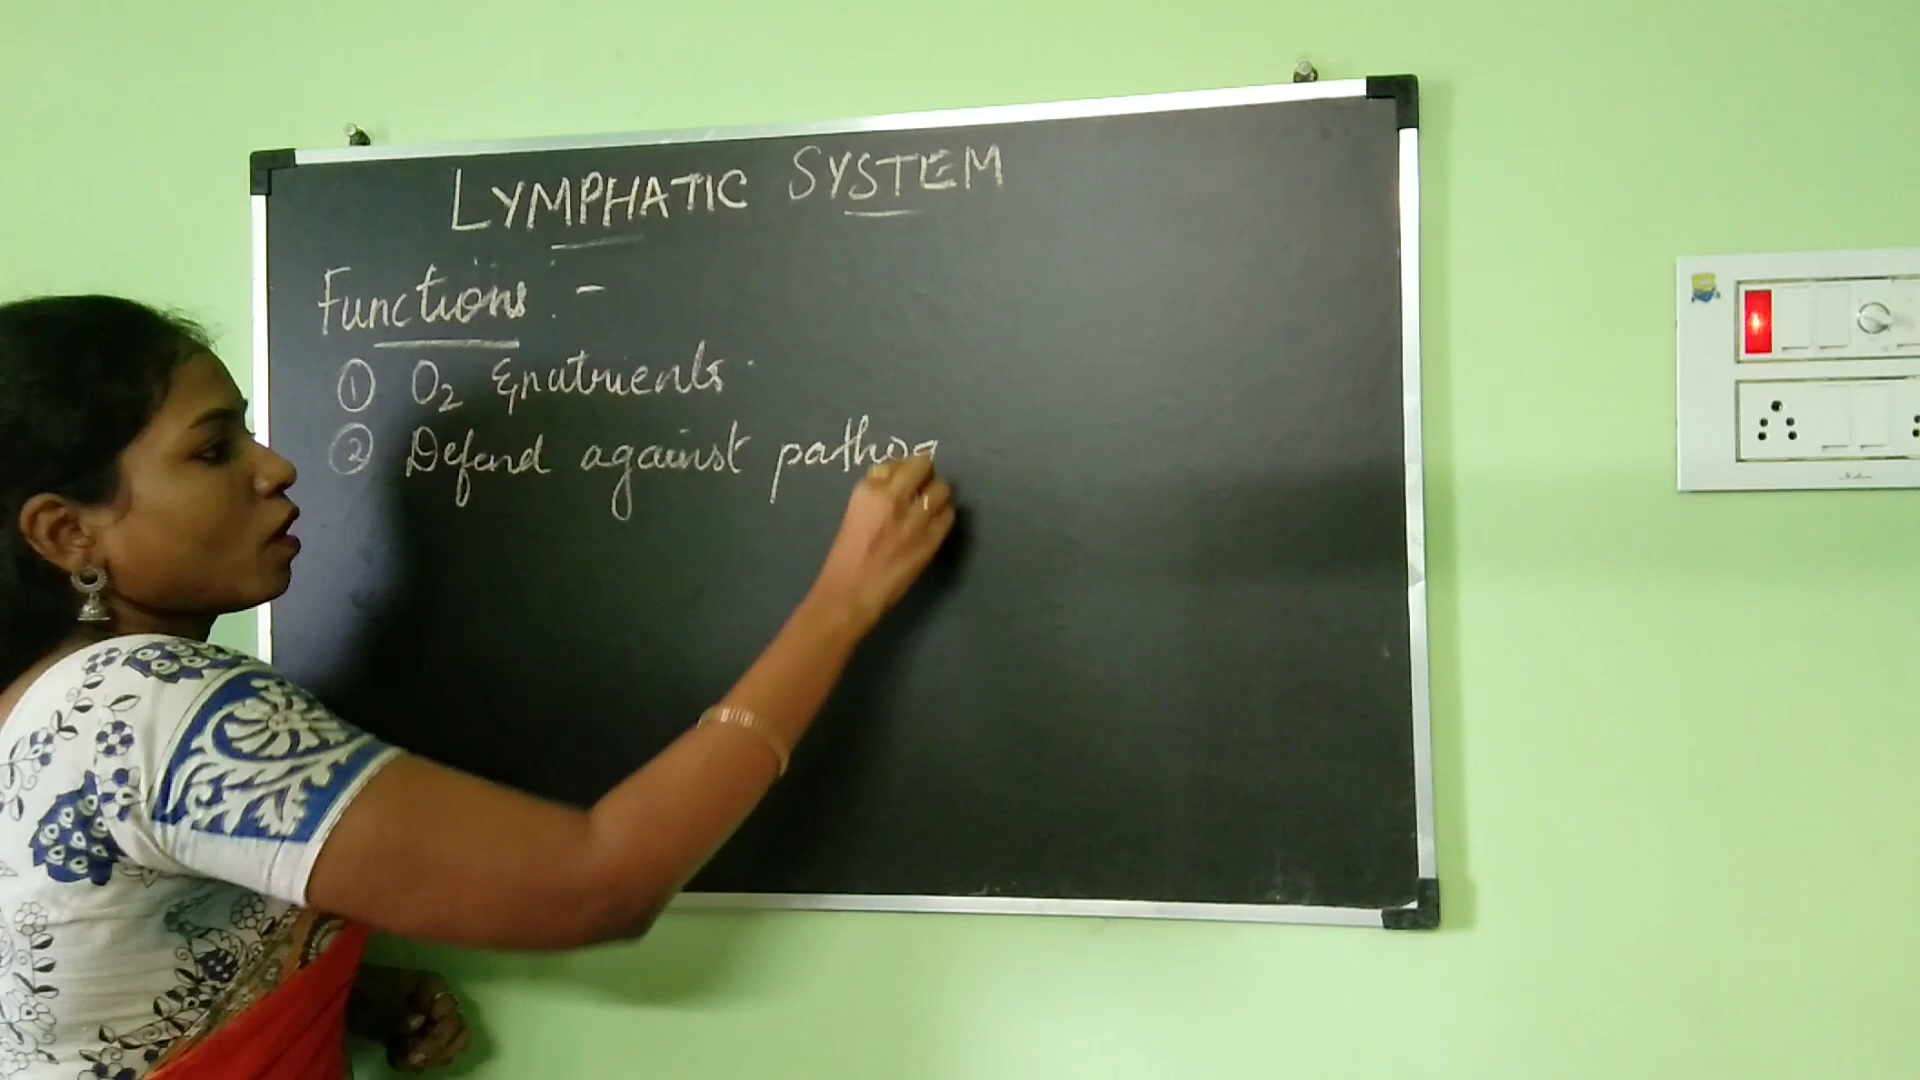 LYMPHATIC SYSTEM
Functions :-
① O₂ & nutrients.
② Defend against pathog